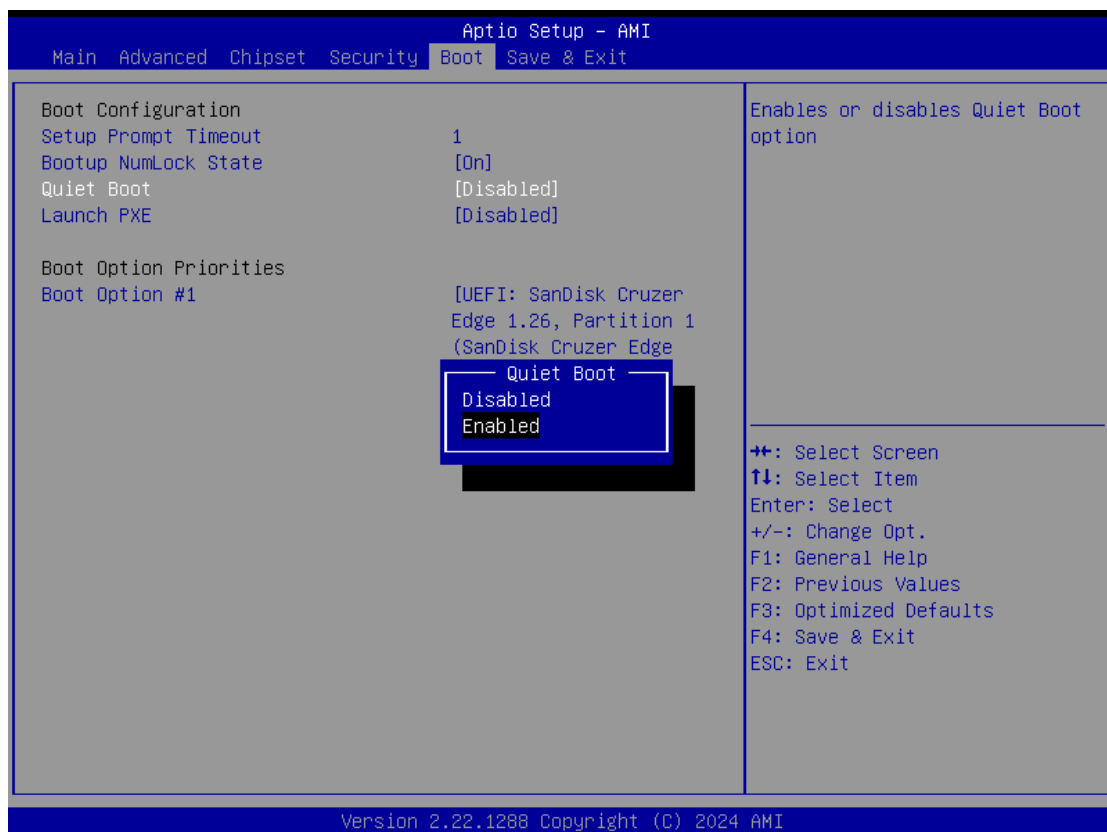 Aptio Setup – AMI
Main Advanced Chipset Security Boot Save & Exit
Boot Configuration
Setup Prompt Timeout 1
Bootup NumLock State [On]
Quiet Boot [Disabled]
Launch PXE [Disabled]
Boot Option Priorities
Boot Option #1 [UEFI: SanDisk Cruzer
Edge 1.26, Partition 1
(SanDisk Cruzer Edge
Quiet Boot
Disabled
Enabled
Enables or disables Quiet Boot
option
→←: Select Screen
↑↓: Select Item
Enter: Select
+/-: Change Opt.
F1: General Help
F2: Previous Values
F3: Optimized Defaults
F4: Save & Exit
ESC: Exit
Version 2.22.1288 Copyright (C) 2024 AMI